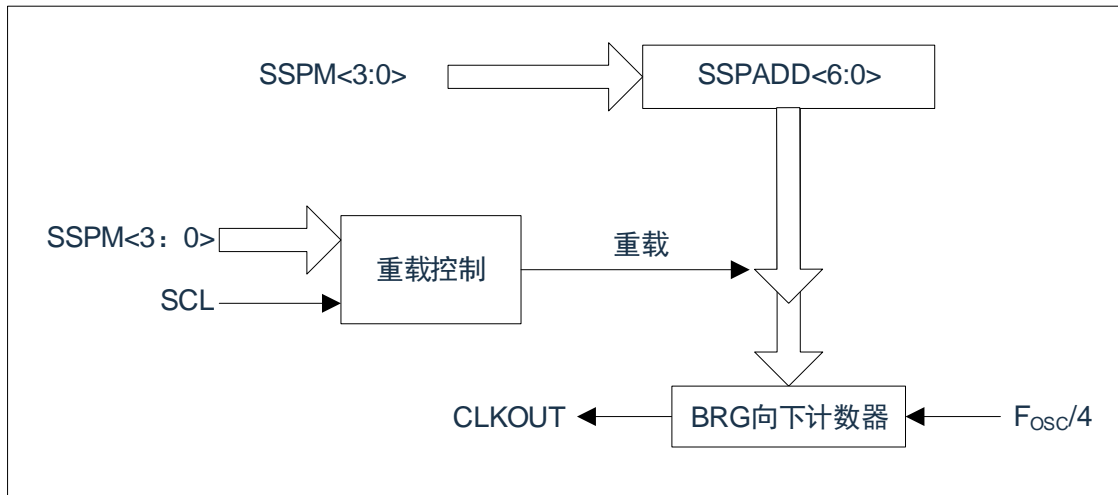 SSPM<3:0>
SSPADD<6:0>
SSPM<3：0>
重载控制
重载
SCL
CLKOUT
BRG向下计数器
FOSC/4